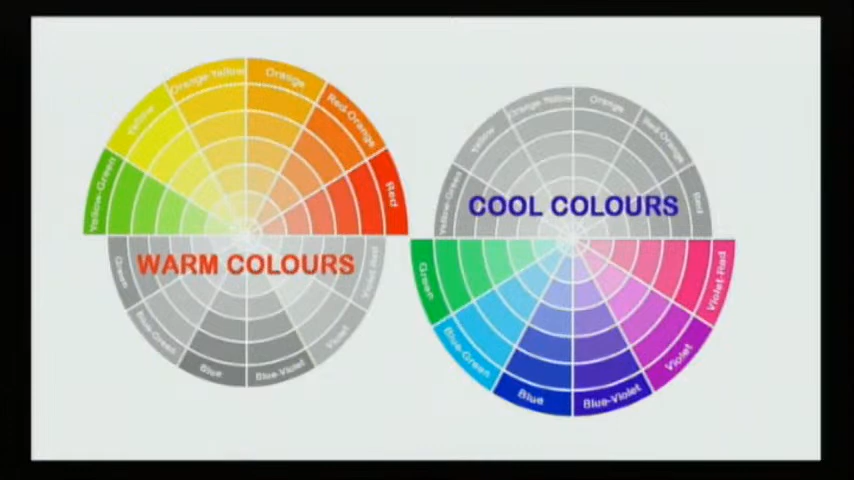 Yellow-Green
Yellow
Orange-Yellow
Orange
Red-Orange
Red
WARM COLOURS
Green
Blue-Green
Blue
Blue-Violet
Violet
Violet-Red
Yellow-Green
Yellow
Orange-Yellow
Orange
Red-Orange
Red
COOL COLOURS
Green
Blue-Green
Blue
Blue-Violet
Violet
Violet-Red